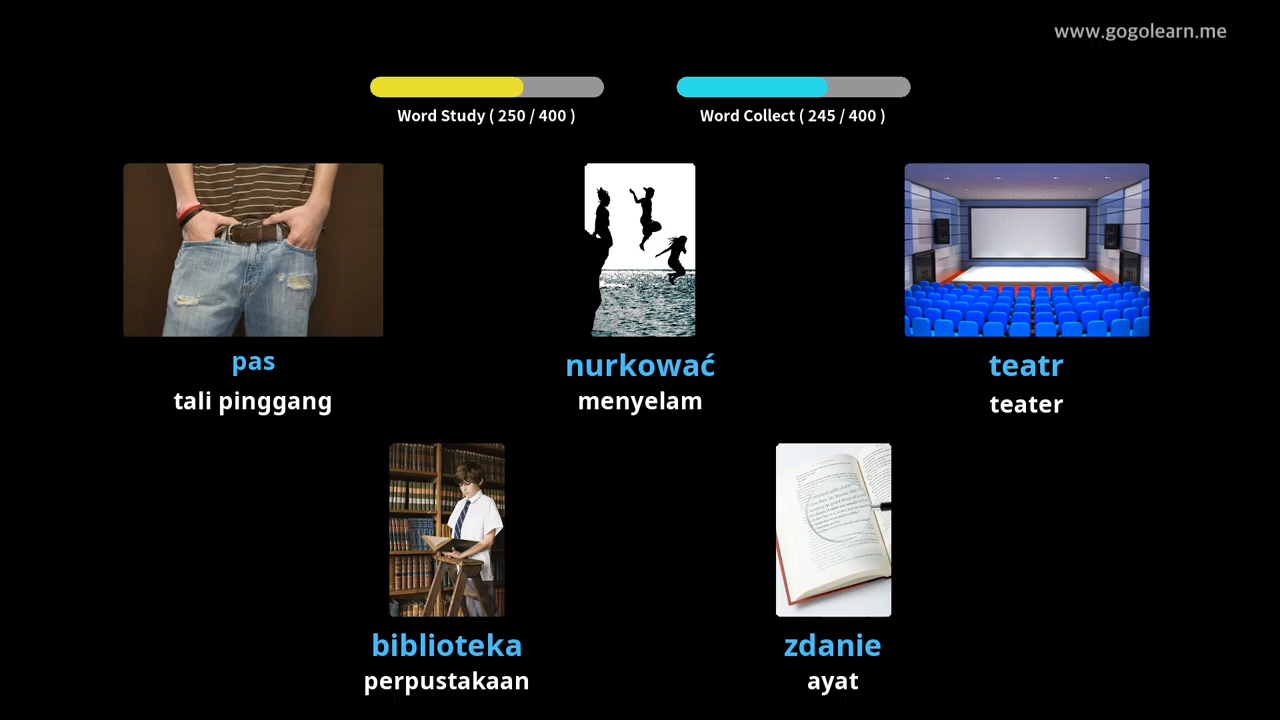 www.gogolearn.me
Word Study ( 250 / 400 )
Word Collect ( 245 / 400 )
pas
tali pinggang
nurkować
menyelam
teatr
teater
biblioteka
perpustakaan
zdanie
ayat